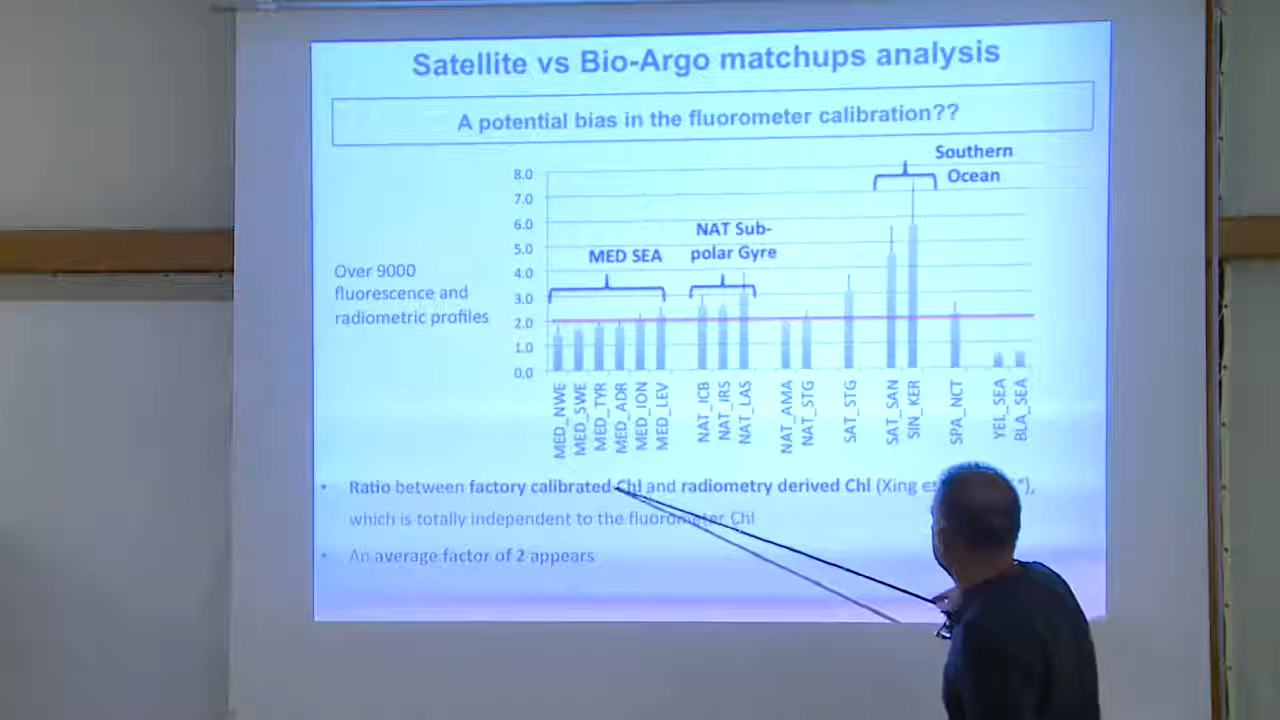 Satellite vs Bio-Argo matchups analysis
A potential bias in the fluorometer calibration??
Over 9000
fluorescence and
radiometric profiles
8.0
7.0
6.0
5.0
4.0
3.0
2.0
1.0
0.0
MED SEA
NAT Sub-
polar Gyre
Southern
Ocean
MED_NWE
MED_SWE
MED_TYR
MED_ADR
MED_ION
MED_LEV
NAT_ICB
NAT_IRS
NAT_LAS
NAT_AMA
NAT_STG
SAT_STG
SAT_SAN
SIN_KER
SPA_NCT
YEL_SEA
BLA_SEA
• Ratio between factory calibrated Chl and radiometry derived Chl (Xing
which is totally independent to the fluorometer Chl
• An average factor of 2 appears